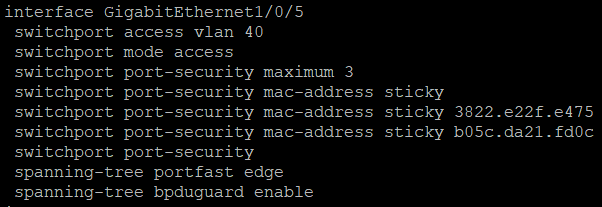 interface GigabitEthernet1/0/5
switchport access vlan 40
switchport mode access
switchport port-security maximum 3
switchport port-security mac-address sticky
switchport port-security mac-address sticky 3822.e22f.e475
switchport port-security mac-address sticky b05c.da21.fd0c
switchport port-security
spanning-tree portfast edge
spanning-tree bpduguard enable